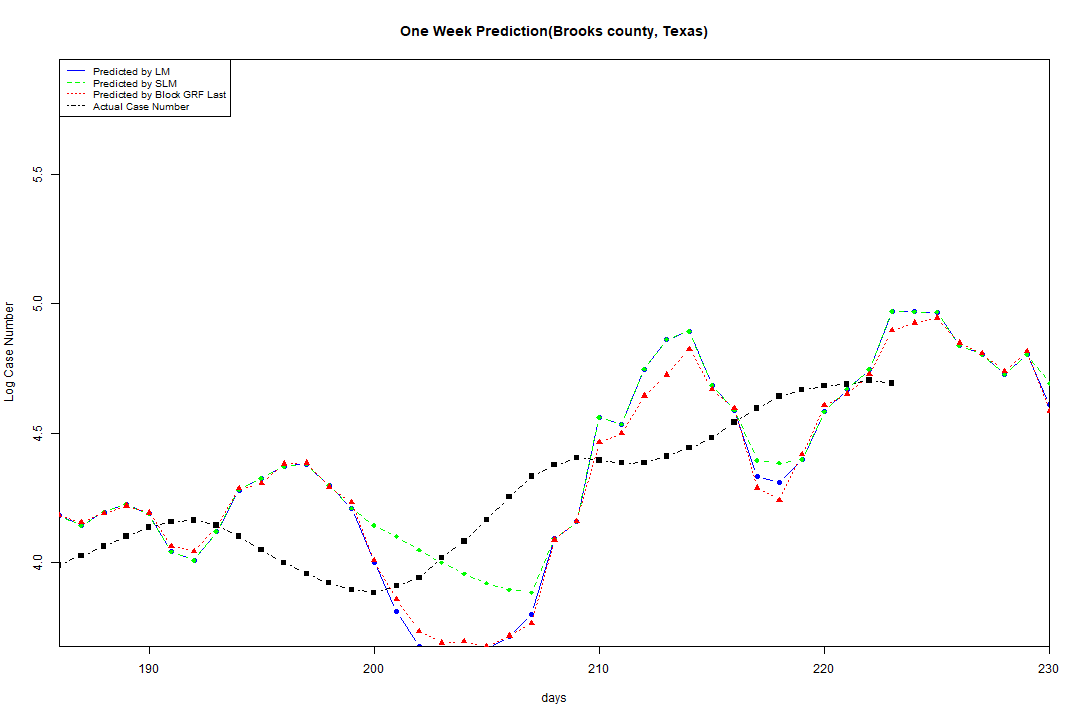 One Week Prediction(Brooks county, Texas)
Predicted by LM
Predicted by SLM
Predicted by Block GRF Last
Actual Case Number
5.5
5.0
4.5
4.0
Log Case Number
190 200 210 220 230
days